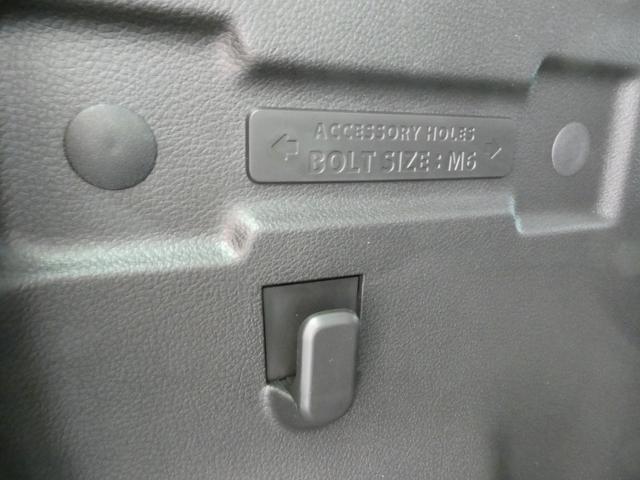 ACCESSORY HOLES
BOLT SIZE : M6